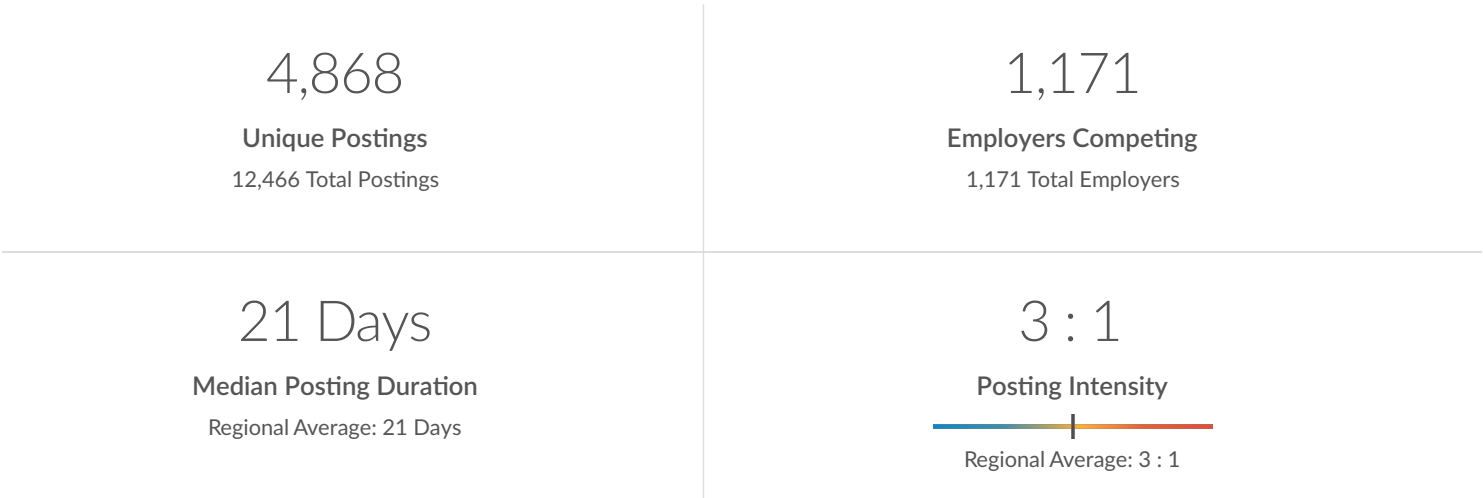 4,868
Unique Postings
12,466 Total Postings
1,171
Employers Competing
1,171 Total Employers
21 Days
Median Posting Duration
Regional Average: 21 Days
3 : 1
Posting Intensity
Regional Average: 3 : 1